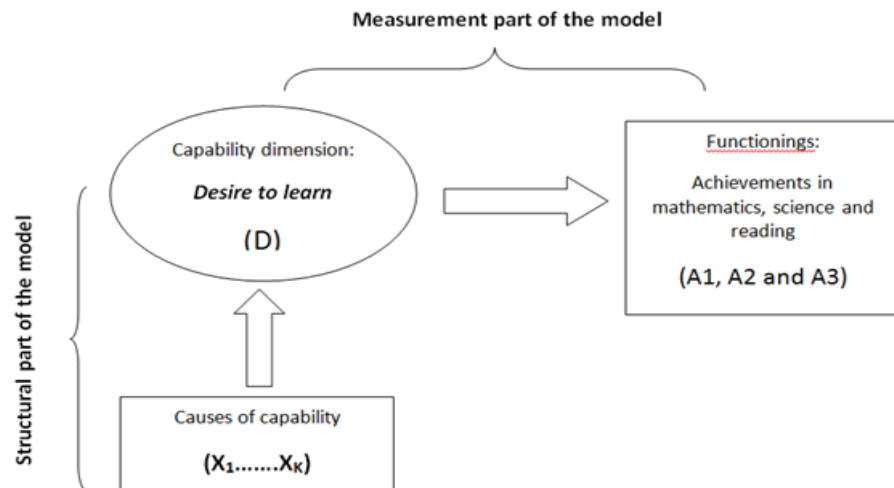 Measurement part of the model
Capability dimension:
Desire to learn
(D)
Functionings:
Achievements in
mathematics, science and
reading
(A1, A2 and A3)
Structural part of the model
Causes of capability
(X₁.......Xₖ)